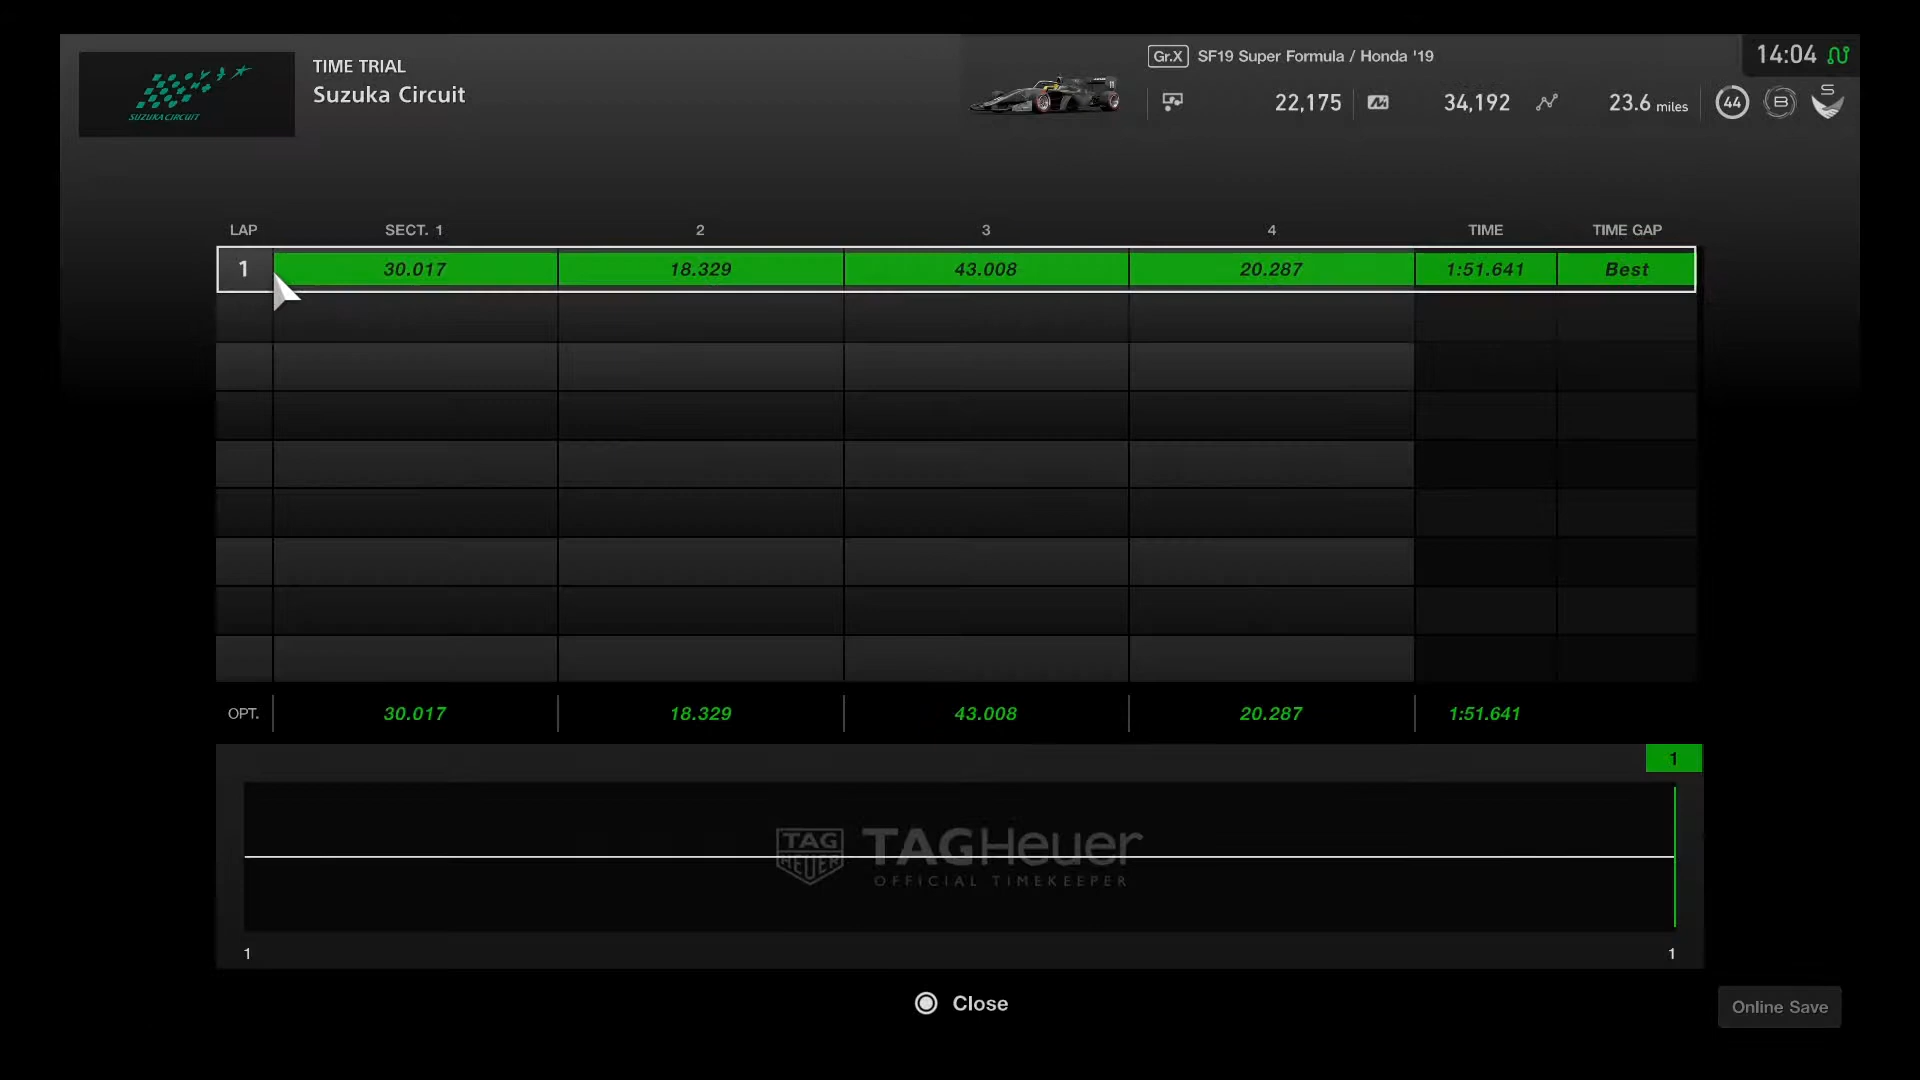 SUZUKA CIRCUIT
TIME TRIAL
Suzuka Circuit
Gr.X SF19 Super Formula / Honda '19
22,175 34,192 23.6 miles
14:04
44 B S
LAP SECT. 1 2 3 4 TIME TIME GAP
1 30.017 18.329 43.008 20.287 1:51.641 Best
OPT. 30.017 18.329 43.008 20.287 1:51.641
1
TAG HEUER TAGHeuer
OFFICIAL TIMEKEEPER
1 1
Close
Online Save